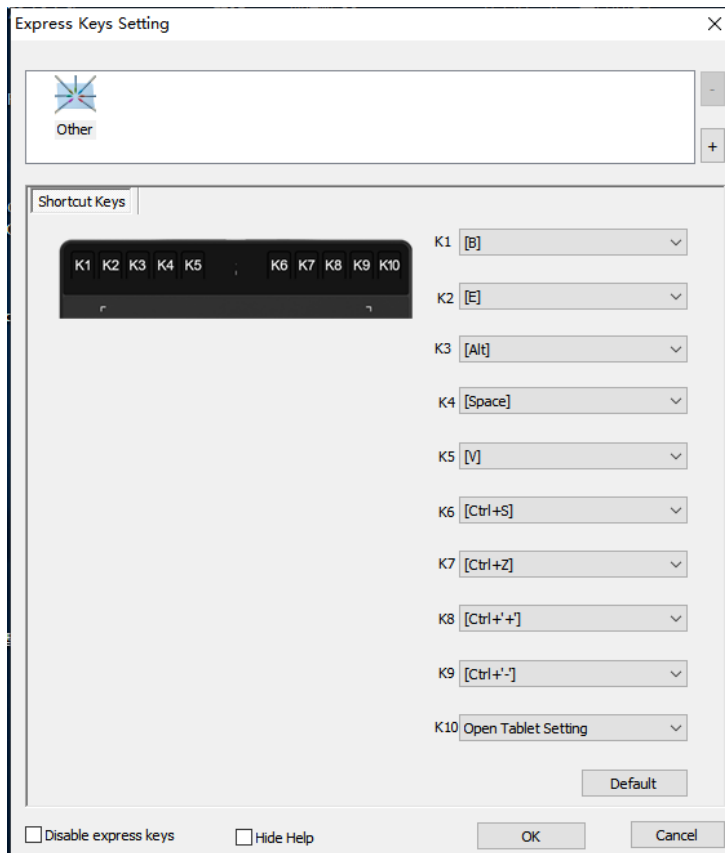 Express Keys Setting
-
Other
+
Shortcut Keys
K1 K2 K3 K4 K5 K6 K7 K8 K9 K10
K1 [B]
K2 [E]
K3 [Alt]
K4 [Space]
K5 [V]
K6 [Ctrl+S]
K7 [Ctrl+Z]
K8 [Ctrl+'+']
K9 [Ctrl+'-']
K10 Open Tablet Setting
Default
Disable express keys Hide Help OK Cancel